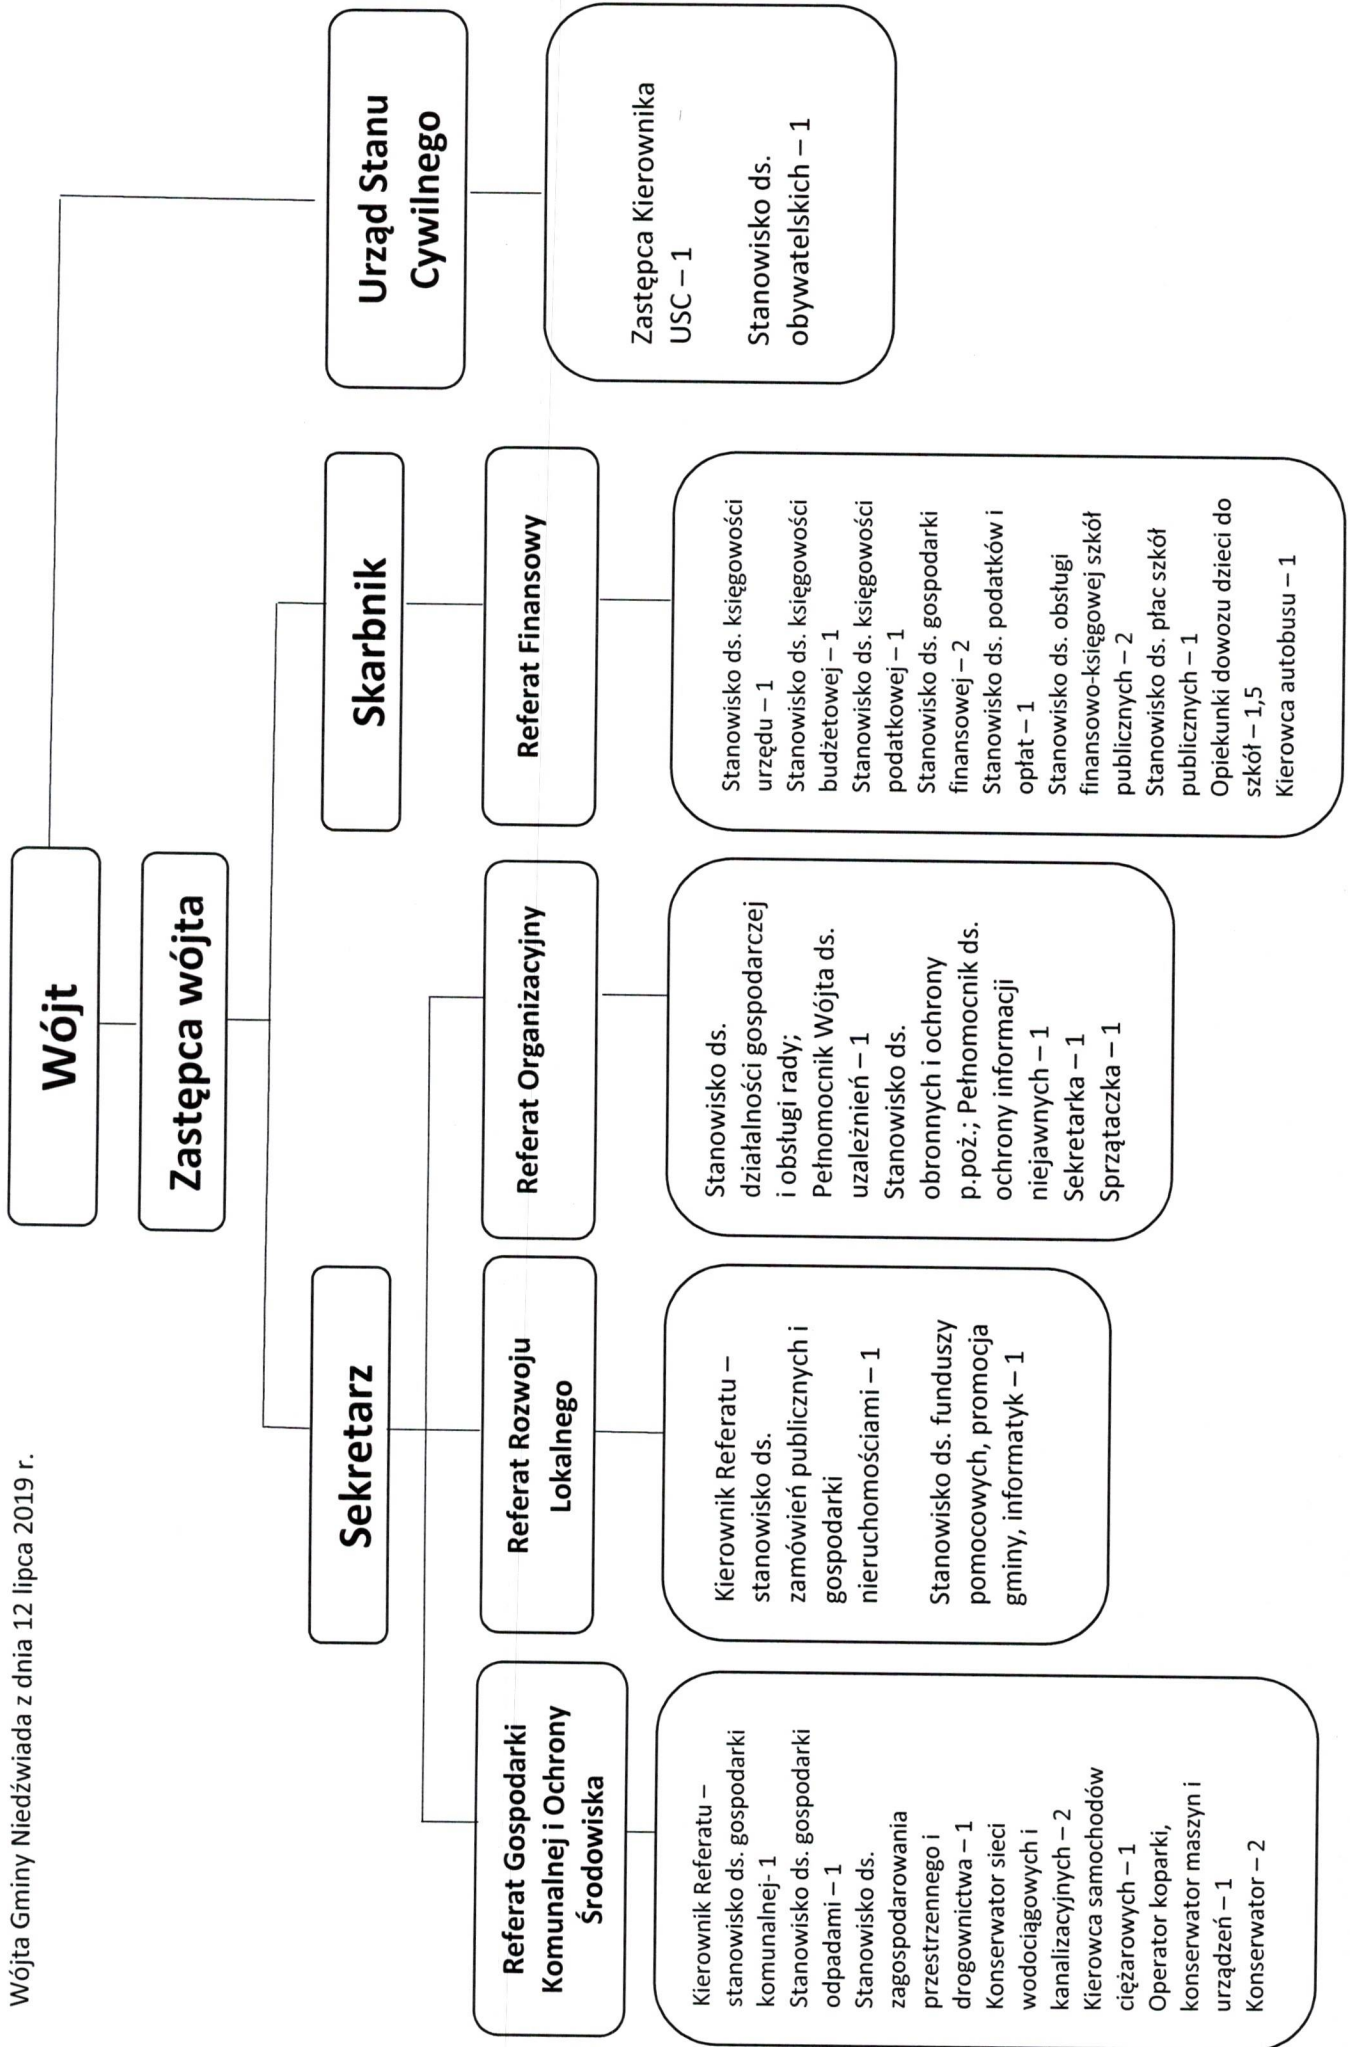 Wójta Gminy Niedźwiada z dnia 12 lipca 2019 r.
Wójt
Zastępca wójta
Sekretarz
Skarbnik
Urząd Stanu
Cywilnego
Referat Gospodarki
Komunalnej i Ochrony
Środowiska
Referat Rozwoju
Lokalnego
Referat Organizacyjny
Referat Finansowy
Kierownik Referatu –
stanowisko ds. gospodarki
komunalnej- 1
Stanowisko ds. gospodarki
odpadami – 1
Stanowisko ds.
zagospodarowania
przestrzennego i
drogownictwa – 1
Konserwator sieci
wodociągowych i
kanalizacyjnych – 2
Kierowca samochodów
ciężarowych – 1
Operator koparki,
konserwator maszyn i
urządzeń – 1
Konserwator – 2
Kierownik Referatu –
stanowisko ds.
zamówień publicznych i
gospodarki
nieruchomościami – 1
Stanowisko ds. funduszy
pomocowych, promocja
gminy, informatyk – 1
Stanowisko ds.
działalności gospodarczej
i obsługi rady;
Pełnomocnik Wójta ds.
uzależnień – 1
Stanowisko ds.
obronnych i ochrony
p.poż.; Pełnomocnik ds.
ochrony informacji
niejawnych – 1
Sekretarka – 1
Sprzątaczka – 1
Stanowisko ds. księgowości
urzędu – 1
Stanowisko ds. księgowości
budżetowej – 1
Stanowisko ds. księgowości
podatkowej – 1
Stanowisko ds. gospodarki
finansowej – 2
Stanowisko ds. podatków i
opłat – 1
Stanowisko ds. obsługi
finansowo-księgowej szkół
publicznych – 2
Stanowisko ds. płac szkół
publicznych – 1
Opiekunki dowozu dzieci do
szkół – 1,5
Kierowca autobusu – 1
Zastępca Kierownika
USC – 1
Stanowisko ds.
obywatelskich – 1